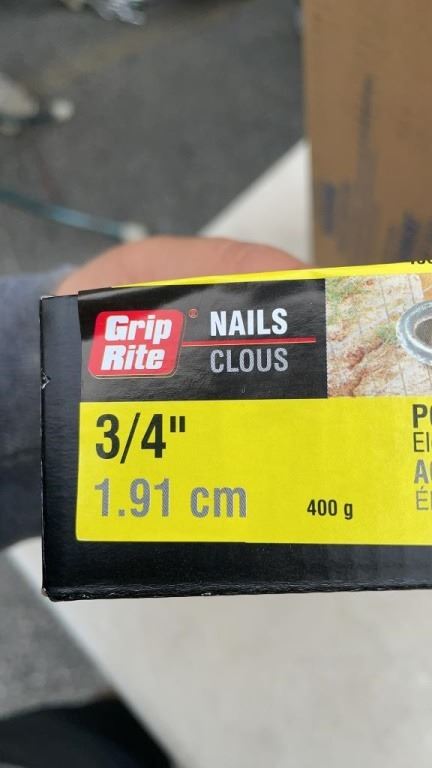 Grip
Rite ®
NAILS
CLOUS
3/4"
1.91 cm
400 g